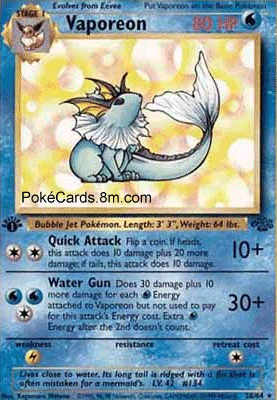 Evolves from Eevee Put Vaporeon on the Basic Pokémon
STAGE 1 Vaporeon 80 HP
PokéCards.8m.com
Bubble Jet Pokémon. Length: 3' 3", Weight: 64 lbs.
Quick Attack Flip a coin. If heads,
this attack does 10 damage plus 20 more
damage; if tails, this attack does 10 damage.
10+
Water Gun Does 30 damage plus 10
more damage for each Energy
attached to Vaporeon but not used to pay
for this attack's Energy cost. Extra
Energy after the 2nd doesn't count.
30+
weakness resistance retreat cost
Lives close to water. Its long tail is ridged with a fin that is
often mistaken for a mermaid's. LV. 42 #134
Illus. Kagemaru Himeno 28/64